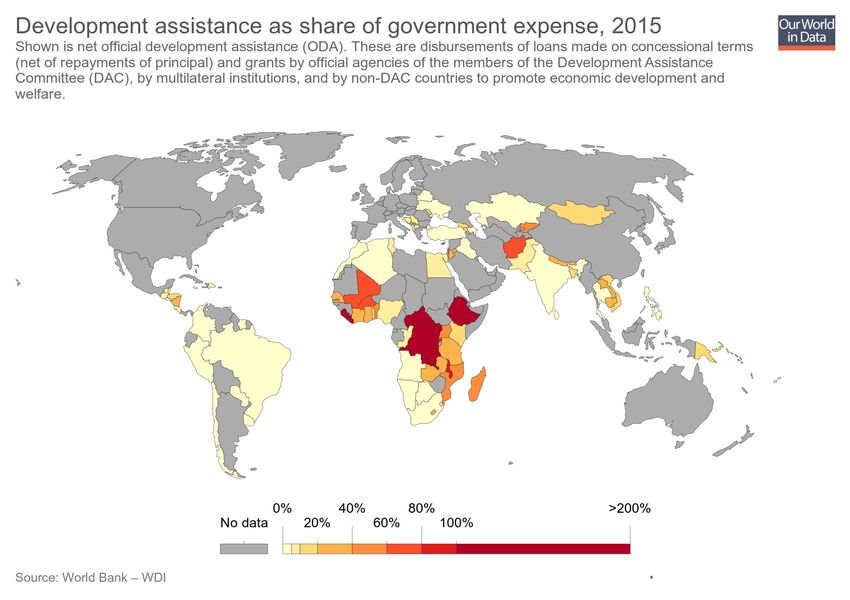 Development assistance as share of government expense, 2015
Our World
in Data
Shown is net official development assistance (ODA). These are disbursements of loans made on concessional terms
(net of repayments of principal) and grants by official agencies of the members of the Development Assistance
Committee (DAC), by multilateral institutions, and by non-DAC countries to promote economic development and
welfare.
0% 40% 80% >200%
No data 20% 60% 100%
Source: World Bank – WDI